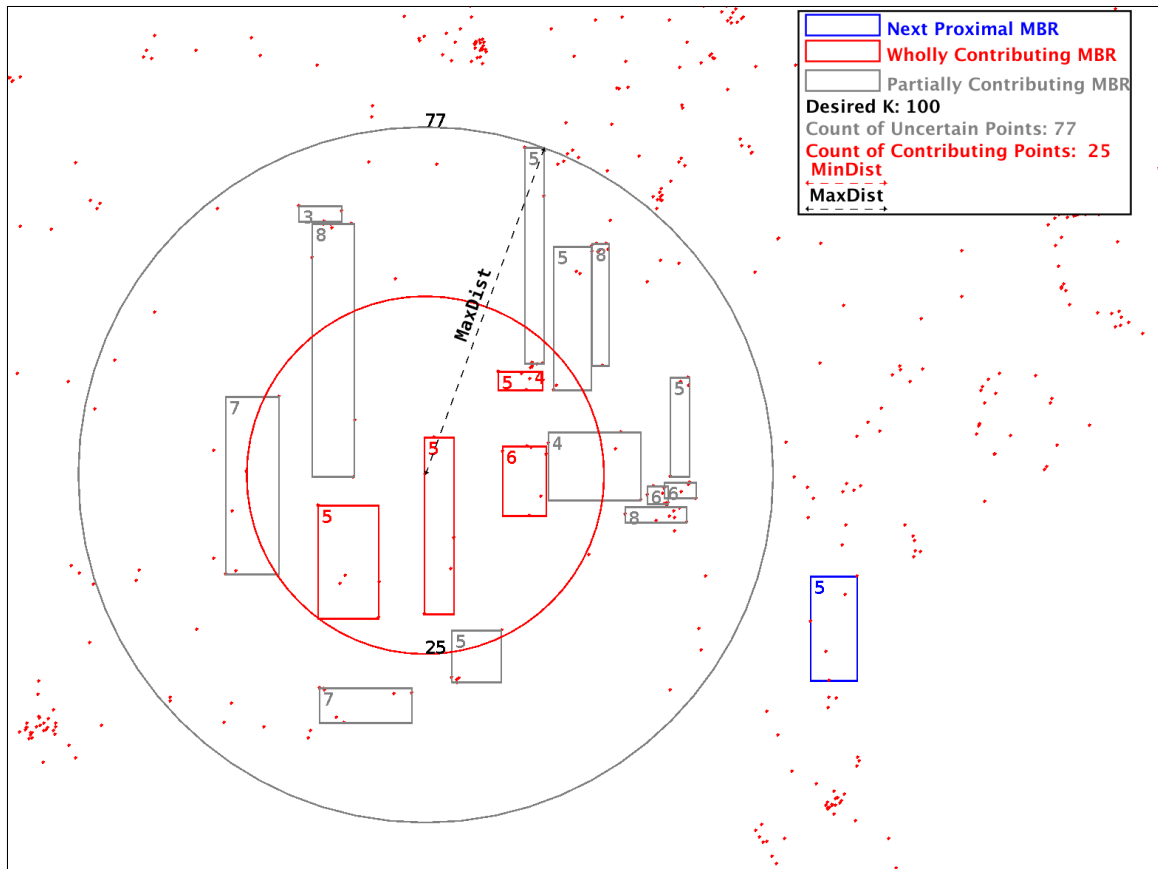 Next Proximal MBR
Wholly Contributing MBR
Partially Contributing MBR
Desired K: 100
Count of Uncertain Points: 77
Count of Contributing Points: 25
MinDist
MaxDist
77
5
3
8
5
8
MaxDist
5 4
5
7
5
6
4
6
6
5
8
5
25
5
7